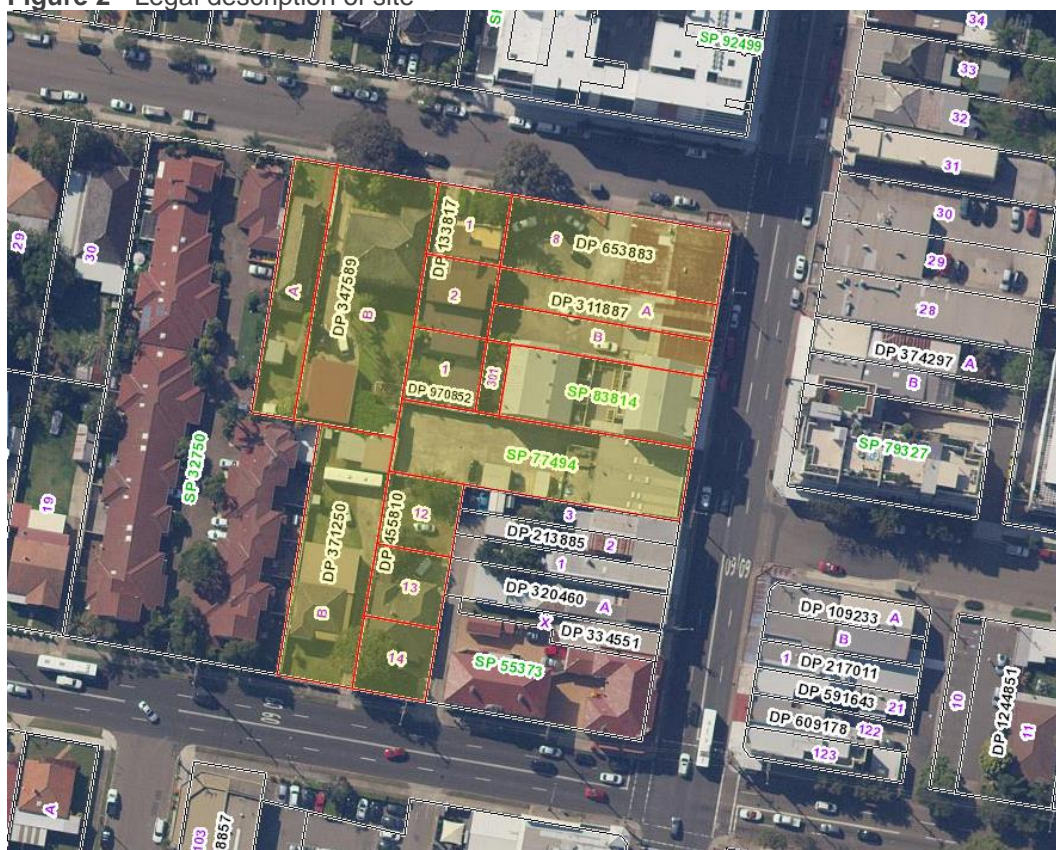 Figure 2 Legal description of site
SP 92499
34
33
32
31
30
29
28
DP 374297 A
B
SP 79327
29
30
19
SP 32750
A
DP 347589
B
DP 133817
1
2
8 DP 653883
DP 311887 A
B
1
DP 970852
301
SP 83814
SP 77494
DP 371250
B
DP 455810
12
13
14
3
DP 213885 2
1
DP 320460 A
X DP 334551
SP 55373
60 60
DP 109233 A
B
1 DP 217011
DP 591643 21
DP 609178 122
123
10
DP 1244851
11
60
A
103
8857